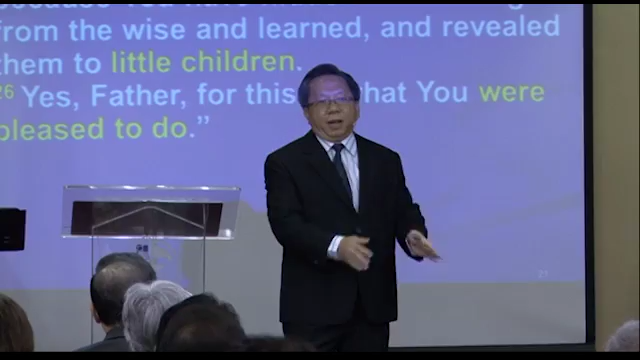 from the wise and learned, and revealed
them to little children.
26 Yes, Father, for this is what You were
pleased to do.”